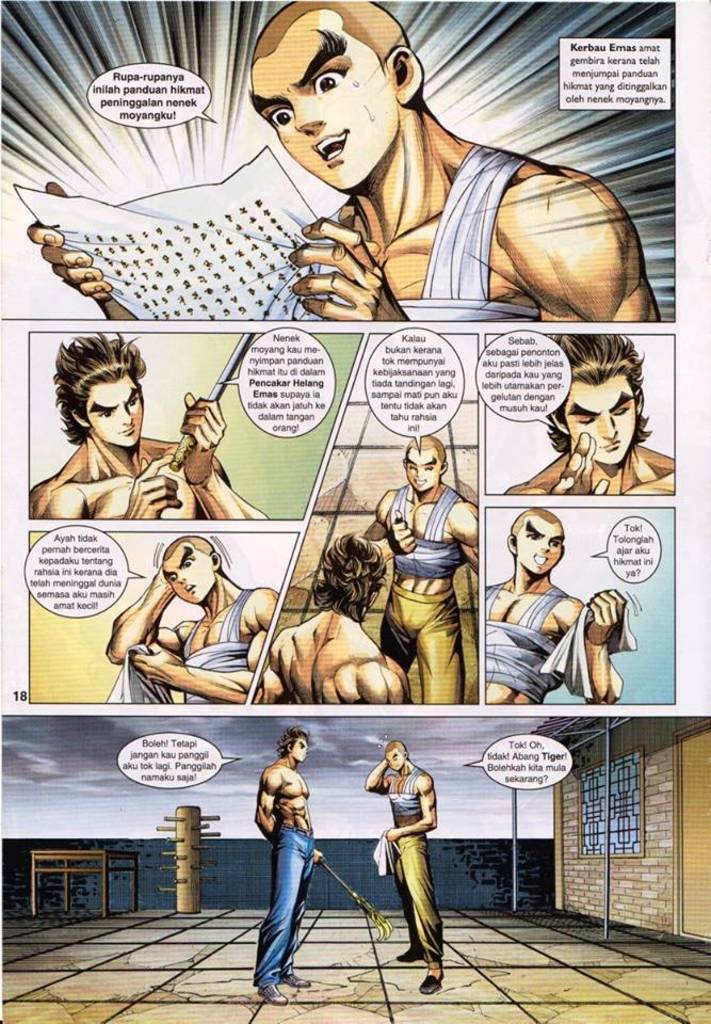 Rupa-rupanya
inilah panduan hikmat
peninggalan nenek
moyangku!
Kerbau Emas amat
gembira kerana telah
menjumpai panduan
hikmat yang ditinggalkan
oleh nenek moyangnya.
Nenek
moyang kau me-
nyimpan panduan
hikmat itu di dalam
Pencakar Helang
Emas supaya ia
tidak akan jatuh ke
dalam tangan
orang!
Kalau
bukan kerana
tok mempunyai
kebijaksanaan yang
tiada tandingan lagi,
sampai mati pun aku
tentu tidak akan
tahu rahsia
ini!
Sebab,
sebagai penonton
aku pasti lebih jelas
daripada kau yang
lebih utamakan per-
gelutan dengan
musuh kau!
Ayah tidak
pernah bercerita
kepadaku tentang
rahsia ini kerana dia
telah meninggal dunia
semasa aku masih
amat kecil!
Tok!
Tolonglah
ajar aku
hikmat ini
ya?
18
Boleh! Tetapi
jangan kau panggil
aku tok lagi. Panggilah
namaku saja!
Tok! Oh,
tidak! Abang Tiger!
Bolehkah kita mula
sekarang?